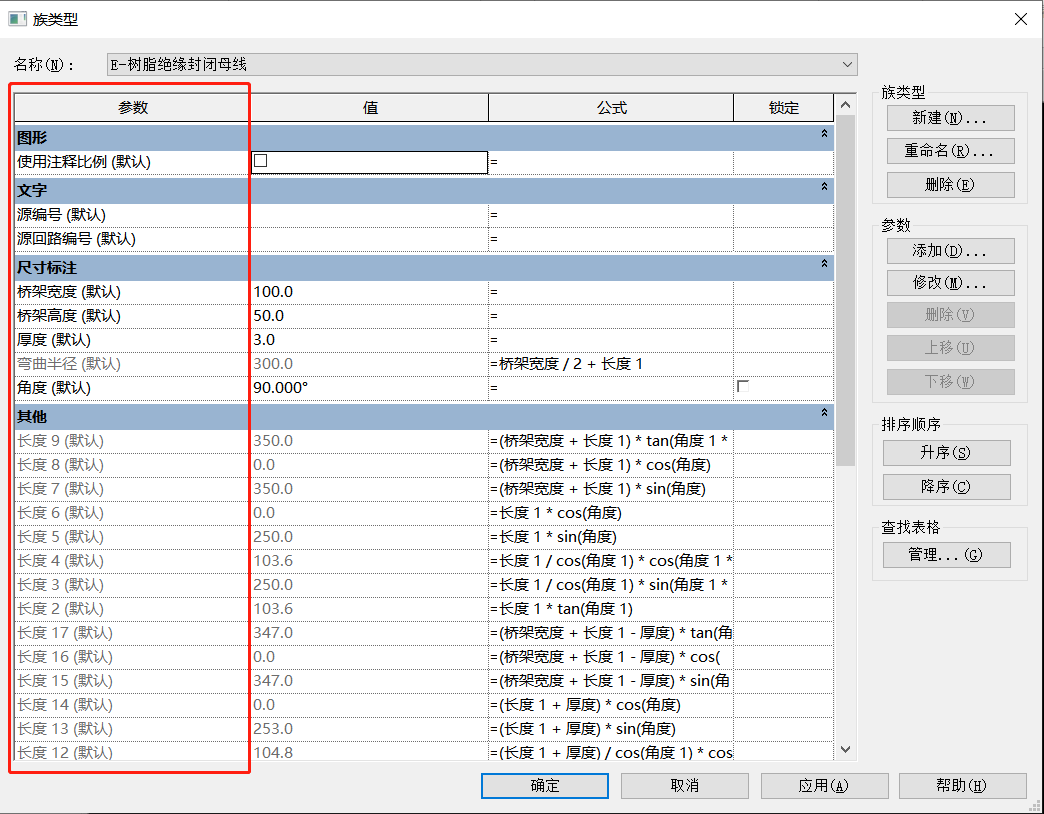 族类型
名称(N)： E-树脂绝缘封闭母线
参数 值 公式 锁定
图形
使用注释比例 (默认) =
文字
源编号 (默认) =
源回路编号 (默认) =
尺寸标注
桥架宽度 (默认) 100.0 =
桥架高度 (默认) 50.0 =
厚度 (默认) 3.0 =
弯曲半径 (默认) 300.0 =桥架宽度 / 2 + 长度 1
角度 (默认) 90.000° =
其他
长度 9 (默认) 350.0 =(桥架宽度 + 长度 1) * tan(角度 1 *
长度 8 (默认) 0.0 =(桥架宽度 + 长度 1) * cos(角度)
长度 7 (默认) 350.0 =(桥架宽度 + 长度 1) * sin(角度)
长度 6 (默认) 0.0 =长度 1 * cos(角度)
长度 5 (默认) 250.0 =长度 1 * sin(角度)
长度 4 (默认) 103.6 =长度 1 / cos(角度 1) * cos(角度 1 *
长度 3 (默认) 250.0 =长度 1 / cos(角度 1) * sin(角度 1 *
长度 2 (默认) 103.6 =长度 1 * tan(角度 1)
长度 17 (默认) 347.0 =(桥架宽度 + 长度 1 - 厚度) * tan(角
长度 16 (默认) 0.0 =(桥架宽度 + 长度 1 - 厚度) * cos(
长度 15 (默认) 347.0 =(桥架宽度 + 长度 1 - 厚度) * sin(角
长度 14 (默认) 0.0 =(长度 1 + 厚度) * cos(角度)
长度 13 (默认) 253.0 =(长度 1 + 厚度) * sin(角度)
长度 12 (默认) 104.8 =(长度 1 + 厚度) / cos(角度 1) * cos
族类型
新建(N)...
重命名(R)...
删除(E)
参数
添加(D)...
修改(M)...
删除(V)
上移(U)
下移(W)
排序顺序
升序(S)
降序(C)
查找表格
管理...(G)
确定 取消 应用(A) 帮助(H)